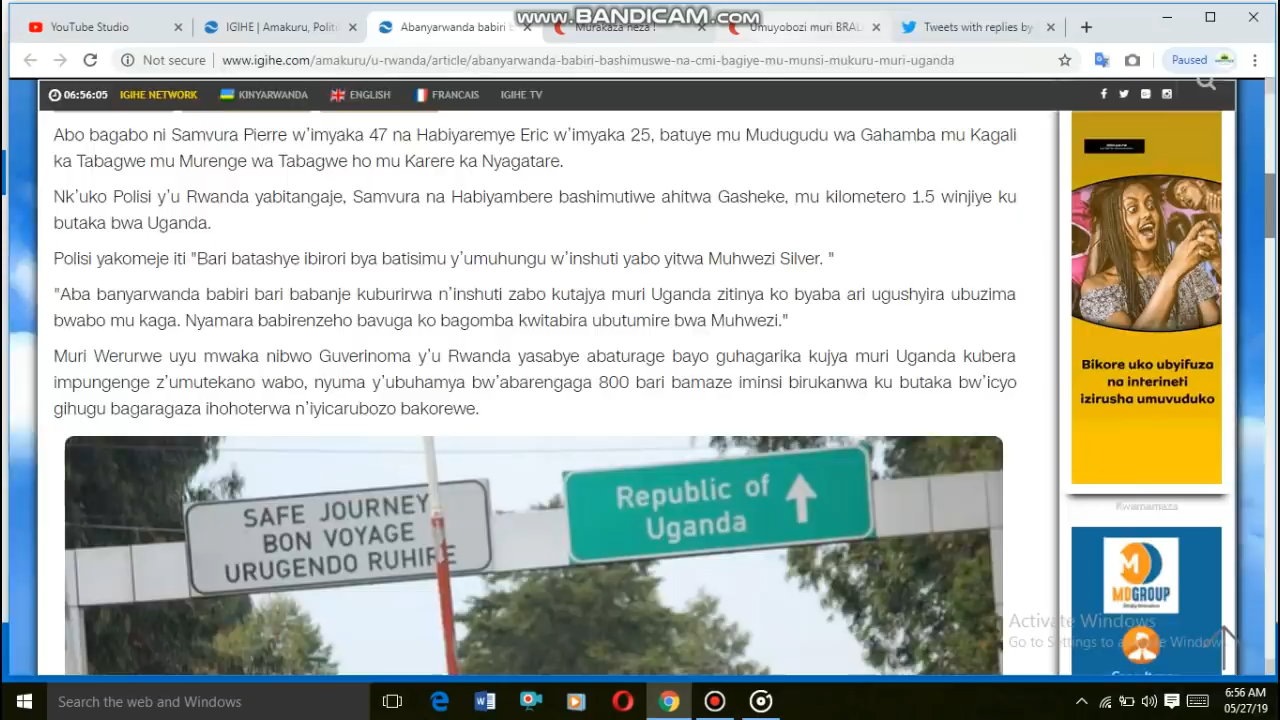 www.BANDICAM.com
YouTube Studio
IGIHE | Amakuru, Politi
Abanyarwanda babiri
Murakaza neza !
Umuyobozi muri BRAL
Tweets with replies by
Not secure
www.igihe.com/amakuru/u-rwanda/article/abanyarwanda-babiri-bashimuswe-na-cmi-bagiye-mu-munsi-mukuru-muri-uganda
Paused
06:56:05 IGIHE NETWORK KINYARWANDA ENGLISH FRANCAIS IGIHE TV
Abo bagabo ni Samvura Pierre w'imyaka 47 na Habiyaremye Eric w'imyaka 25, batuye mu Mudugudu wa Gahamba mu Kagali
ka Tabagwe mu Murenge wa Tabagwe ho mu Karere ka Nyagatare.
Nk'uko Polisi y'u Rwanda yabitangaje, Samvura na Habiyambere bashimutiwe ahitwa Gasheke, mu kilometero 1.5 winjiye ku
butaka bwa Uganda.
Polisi yakomeje iti "Bari batashye ibirori bya batisimu y'umuhungu w'inshuti yabo yitwa Muhwezi Silver. "
"Aba banyarwanda babiri bari babanje kuburirwa n'inshuti zabo kutajya muri Uganda zitinya ko byaba ari ugushyira ubuzima
bwabo mu kaga. Nyamara babirenzeho bavuga ko bagomba kwitabira ubutumire bwa Muhwezi."
Muri Werurwe uyu mwaka nibwo Guverinoma y'u Rwanda yasabye abaturage bayo guhagarika kujya muri Uganda kubera
impungenge z'umutekano wabo, nyuma y'ubuhamya bw'abarengaga 800 bari bamaze iminsi birukanwa ku butaka bw'icyo
gihugu bagaragaza ihohoterwa n'iyicarubozo bakorewe.
SAFE JOURNEY
BON VOYAGE
URUGENDO RUHIRE
Republic of
Uganda
Bikore uko ubyifuza
na interineti
izirusha umuvuduko
Kwamamaza
MDGROUP
Activate Windows
Go to Settings to activate Windows
Search the web and Windows
6:56 AM
05/27/19